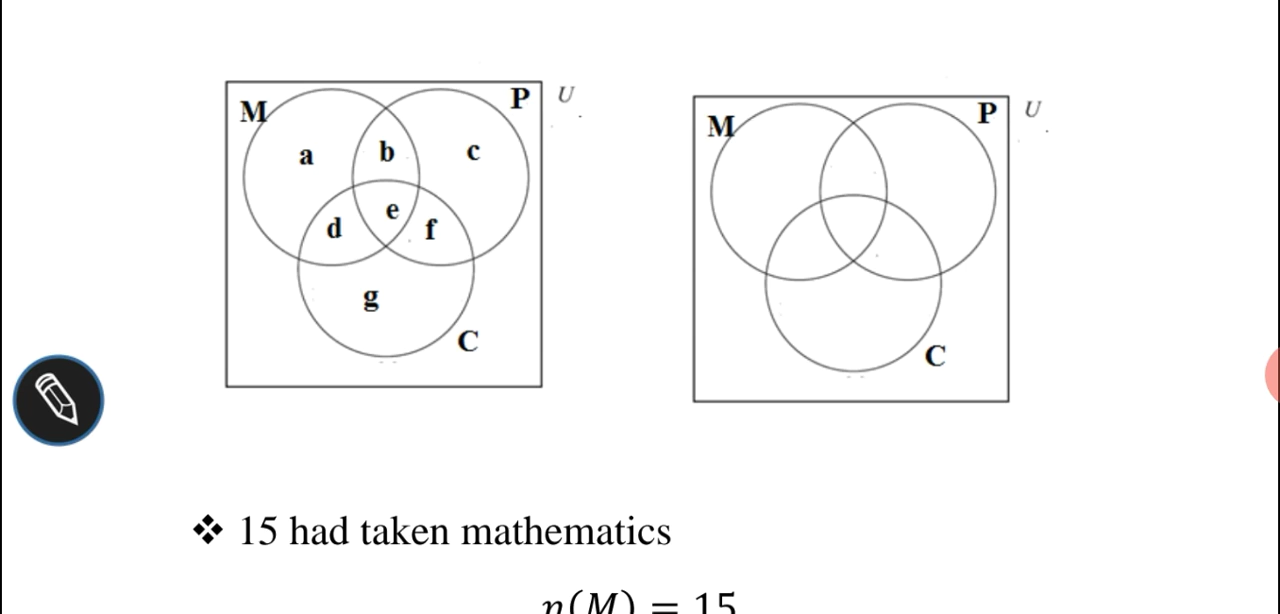 M P U
a b c
d e f
g
C
M P U
C
❖ 15 had taken mathematics
n(M) = 15